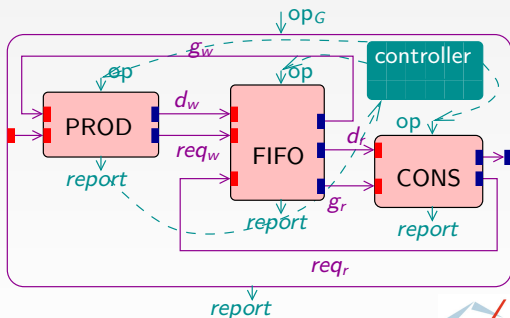 op_G
g_w
controller
op
op
op
d_w
PROD
req_w
FIFO
d_r
CONS
g_r
report
report
report
req_r
report